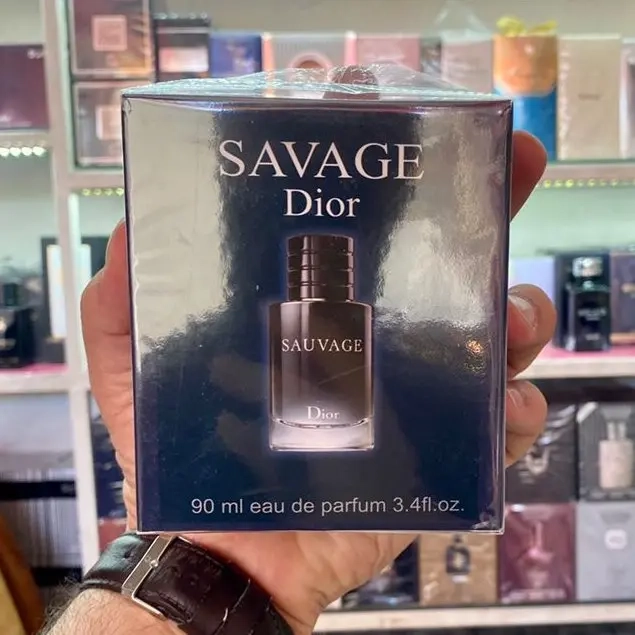 SAVAGE
Dior
SAUVAGE
Dior
90 ml eau de parfum 3.4fl.oz.